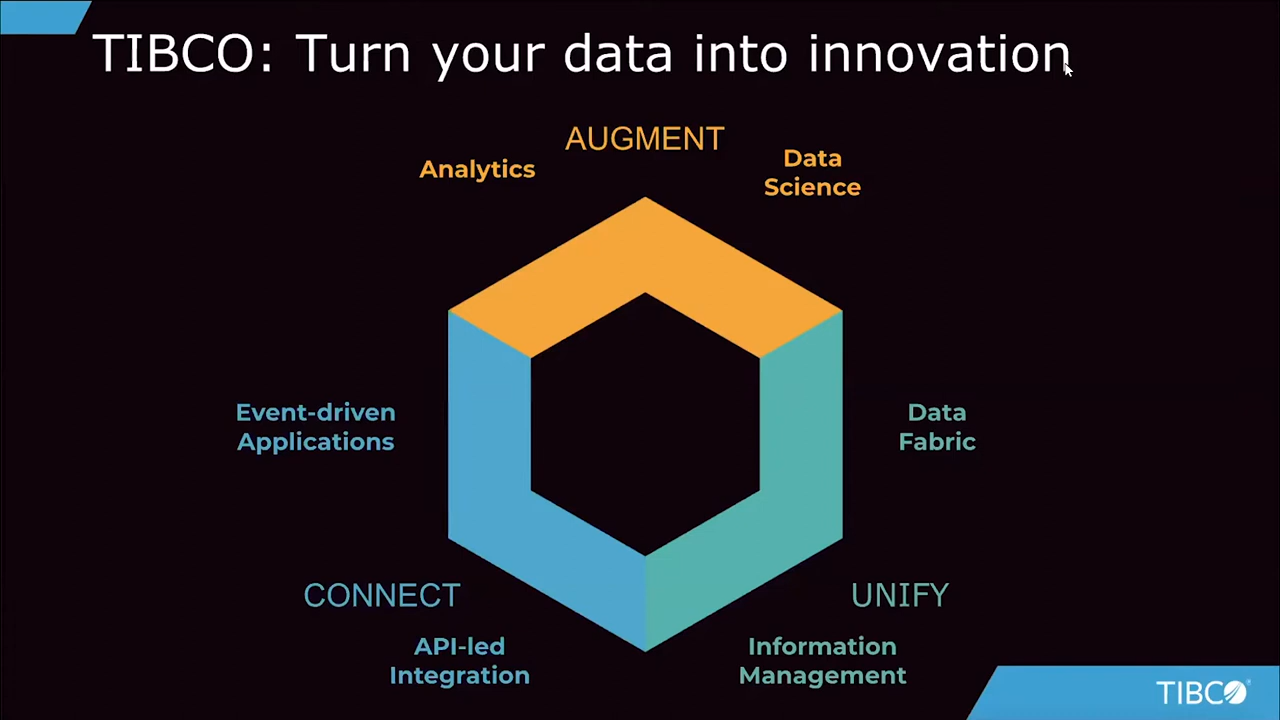 TIBCO: Turn your data into innovation
AUGMENT
Analytics
Data
Science
Event-driven
Applications
Data
Fabric
CONNECT
UNIFY
API-led
Integration
Information
Management
TIBCO®